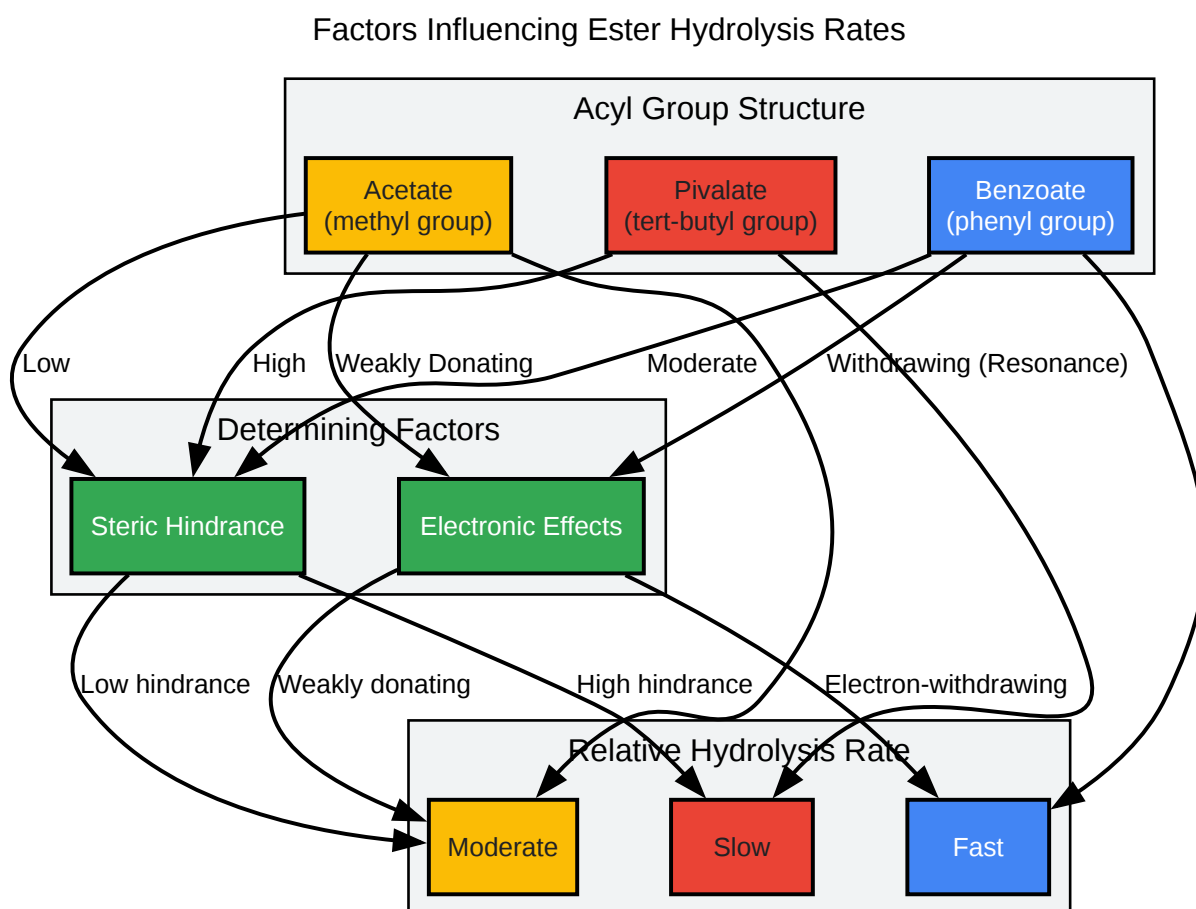 Factors Influencing Ester Hydrolysis Rates
Acyl Group Structure
Acetate
(methyl group)
Pivalate
(tert-butyl group)
Benzoate
(phenyl group)
Low
High
Weakly Donating
Moderate
Withdrawing (Resonance)
Determining Factors
Steric Hindrance
Electronic Effects
Low hindrance
Weakly donating
High hindrance
Electron-withdrawing
Relative Hydrolysis Rate
Moderate
Slow
Fast